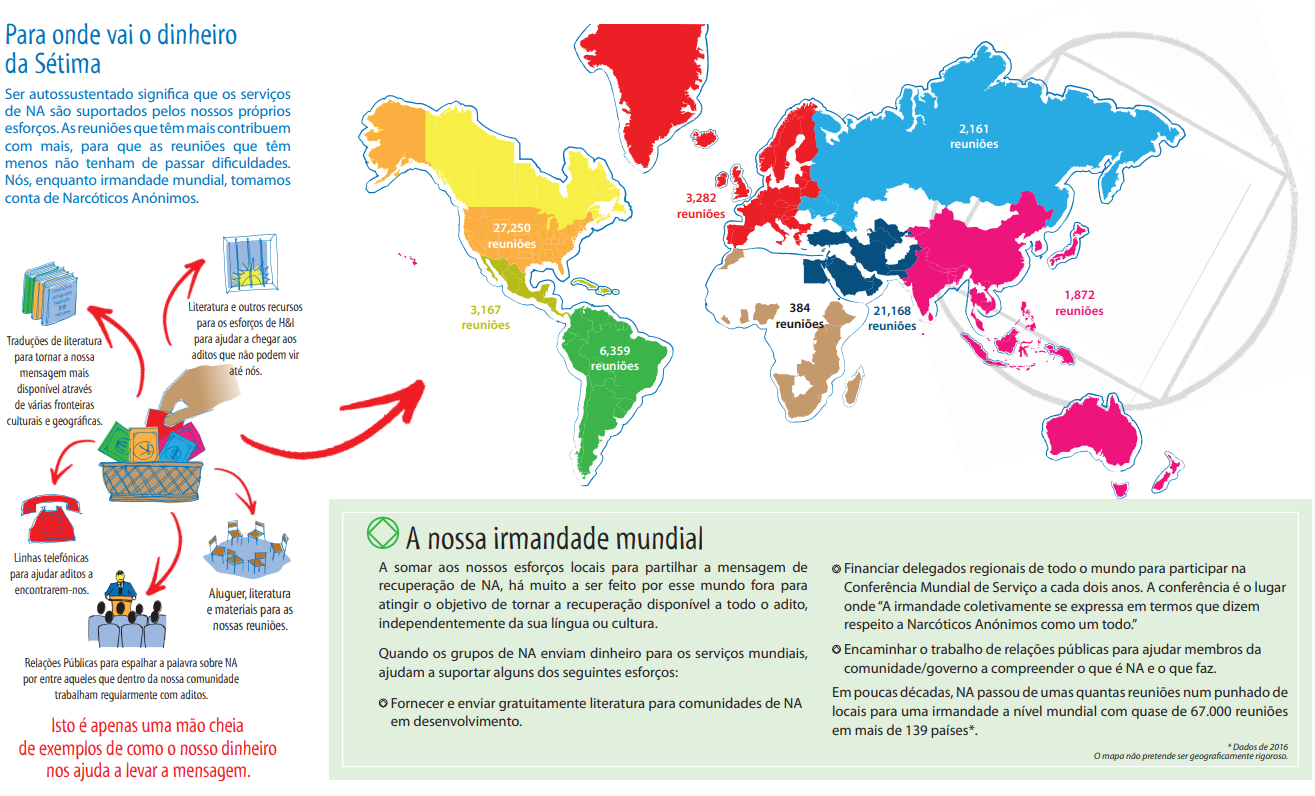 Para onde vai o dinheiro
da Sétima
Ser autossustentado significa que os serviços
de NA são suportados pelos nossos próprios
esforços. As reuniões que têm mais contribuem
com mais, para que as reuniões que têm
menos não tenham de passar dificuldades.
Nós, enquanto irmandade mundial, tomamos
conta de Narcóticos Anónimos.
Literatura e outros recursos
para os esforços de H&I
para ajudar a chegar aos
aditos que não podem vir
até nós.
Traduções de literatura
para tornar a nossa
mensagem mais
disponível através
de várias fronteiras
culturais e geográficas.
Linhas telefónicas
para ajudar aditos a
encontrarem-nos.
Aluguer, literatura
e materiais para as
nossas reuniões.
Relações Públicas para espalhar a palavra sobre NA
por entre aqueles que dentro da nossa comunidade
trabalham regularmente com aditos.
Isto é apenas uma mão cheia
de exemplos de como o nosso dinheiro
nos ajuda a levar a mensagem.
2,161
reuniões
3,282
reuniões
27,250
reuniões
3,167
reuniões
384
reuniões
21,168
reuniões
1,872
reuniões
6,359
reuniões
A nossa irmandade mundial
A somar aos nossos esforços locais para partilhar a mensagem de
recuperação de NA, há muito a ser feito por esse mundo fora para
atingir o objetivo de tornar a recuperação disponível a todo o adito,
independentemente da sua língua ou cultura.
Quando os grupos de NA enviam dinheiro para os serviços mundiais,
ajudam a suportar alguns dos seguintes esforços:
Fornecer e enviar gratuitamente literatura para comunidades de NA
em desenvolvimento.
Financiar delegados regionais de todo o mundo para participar na
Conferência Mundial de Serviço a cada dois anos. A conferência é o lugar
onde “A irmandade coletivamente se expressa em termos que dizem
respeito a Narcóticos Anónimos como um todo.”
Encaminhar o trabalho de relações públicas para ajudar membros da
comunidade/governo a compreender o que é NA e o que faz.
Em poucas décadas, NA passou de umas quantas reuniões num punhado de
locais para uma irmandade a nível mundial com quase de 67.000 reuniões
em mais de 139 países*.
* Dados de 2016
O mapa não pretende ser geograficamente rigoroso.